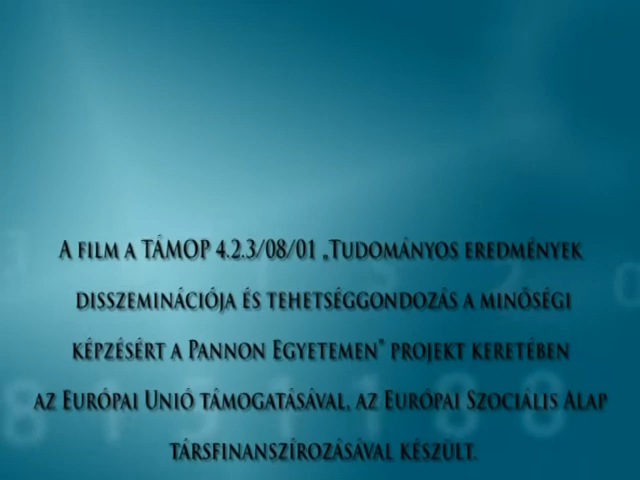 A FILM A TÁMOP 4.2.3/08/01 „TUDOMÁNYOS EREDMÉNYEK
DISSZEMINÁCIÓJA ÉS TEHETSÉGGONDOZÁS A MINŐSÉGI
KÉPZÉSÉRT A PANNON EGYETEMEN" PROJEKT KERETÉBEN
AZ EURÓPAI UNIÓ TÁMOGATÁSÁVAL, AZ EURÓPAI SZOCIÁLIS ALAP
TÁRSFINANSZÍROZÁSÁVAL KÉSZÜLT.